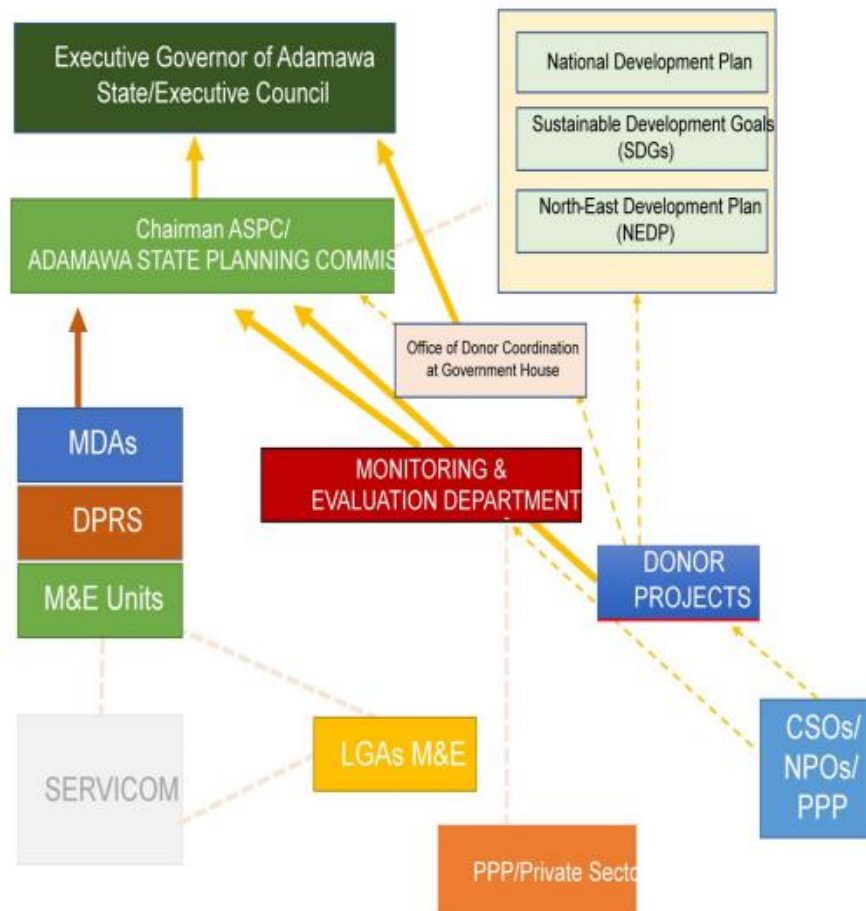 Executive Governor of Adamawa
State/Executive Council
National Development Plan
Sustainable Development Goals
(SDGs)
North-East Development Plan
(NEDP)
Chairman ASPC/
ADAMAWA STATE PLANNING COMMIS
Office of Donor Coordination
at Government House
MDAs
DPRS
M&E Units
MONITORING &
EVALUATION DEPARTMENT
DONOR
PROJECTS
SERVICOM
LGAs M&E
CSOs/
NPOs/
PPP
PPP/Private Secto